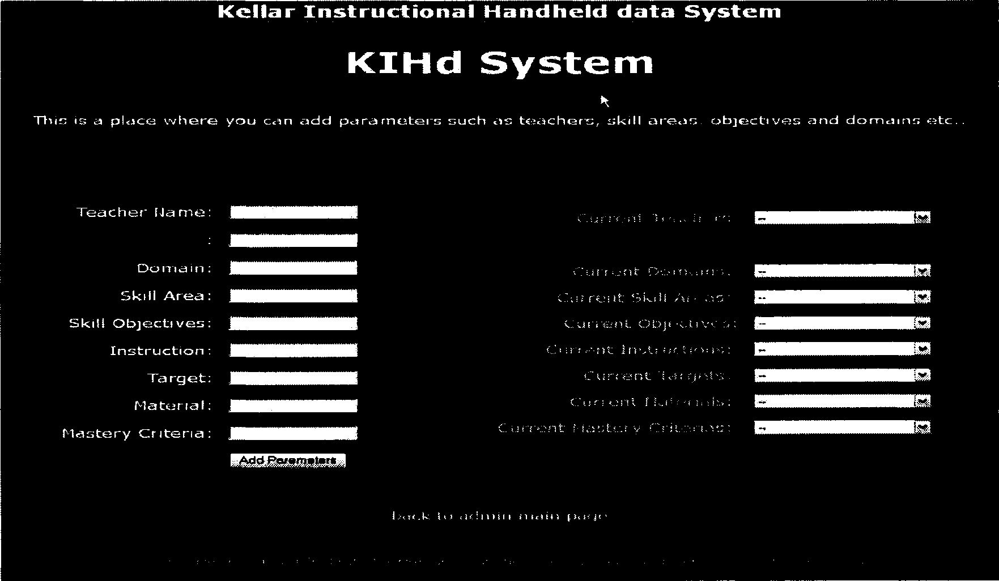 Kellar Instructional Handheld data System
KIHd System
This is a place where you can add parameters such as teachers, skill areas, objectives and domains etc..
Teacher Name:
Current Teachers:
--
:
Domain:
Current Domains:
--
Skill Area:
Current Skill Areas:
--
Skill Objectives:
Current Objectives:
--
Instruction:
Current Instructions:
--
Target:
Current Targets:
--
Material:
Current Materials:
--
Mastery Criteria:
Current Mastery Criterias:
--
Add Parameters
back to admin main page